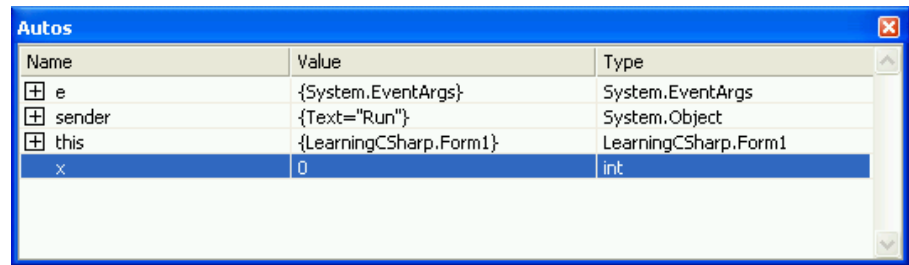 Autos
Name Value Type
e {System.EventArgs} System.EventArgs
sender {Text="Run"} System.Object
this {LearningCSharp.Form1} LearningCSharp.Form1
x 0 int